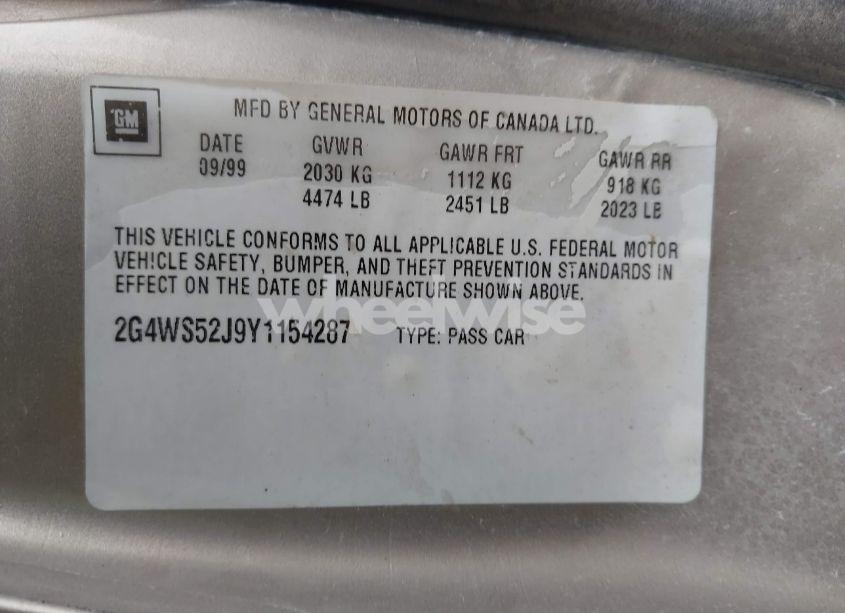 GM
MFD BY GENERAL MOTORS OF CANADA LTD.
DATE GVWR GAWR FRT GAWR RR
09/99 2030 KG 1112 KG 918 KG
4474 LB 2451 LB 2023 LB
THIS VEHICLE CONFORMS TO ALL APPLICABLE U.S. FEDERAL MOTOR
VEHICLE SAFETY, BUMPER, AND THEFT PREVENTION STANDARDS IN
EFFECT ON THE DATE OF MANUFACTURE SHOWN ABOVE.
wheelwise
2G4WS52J9Y1154287 TYPE: PASS CAR